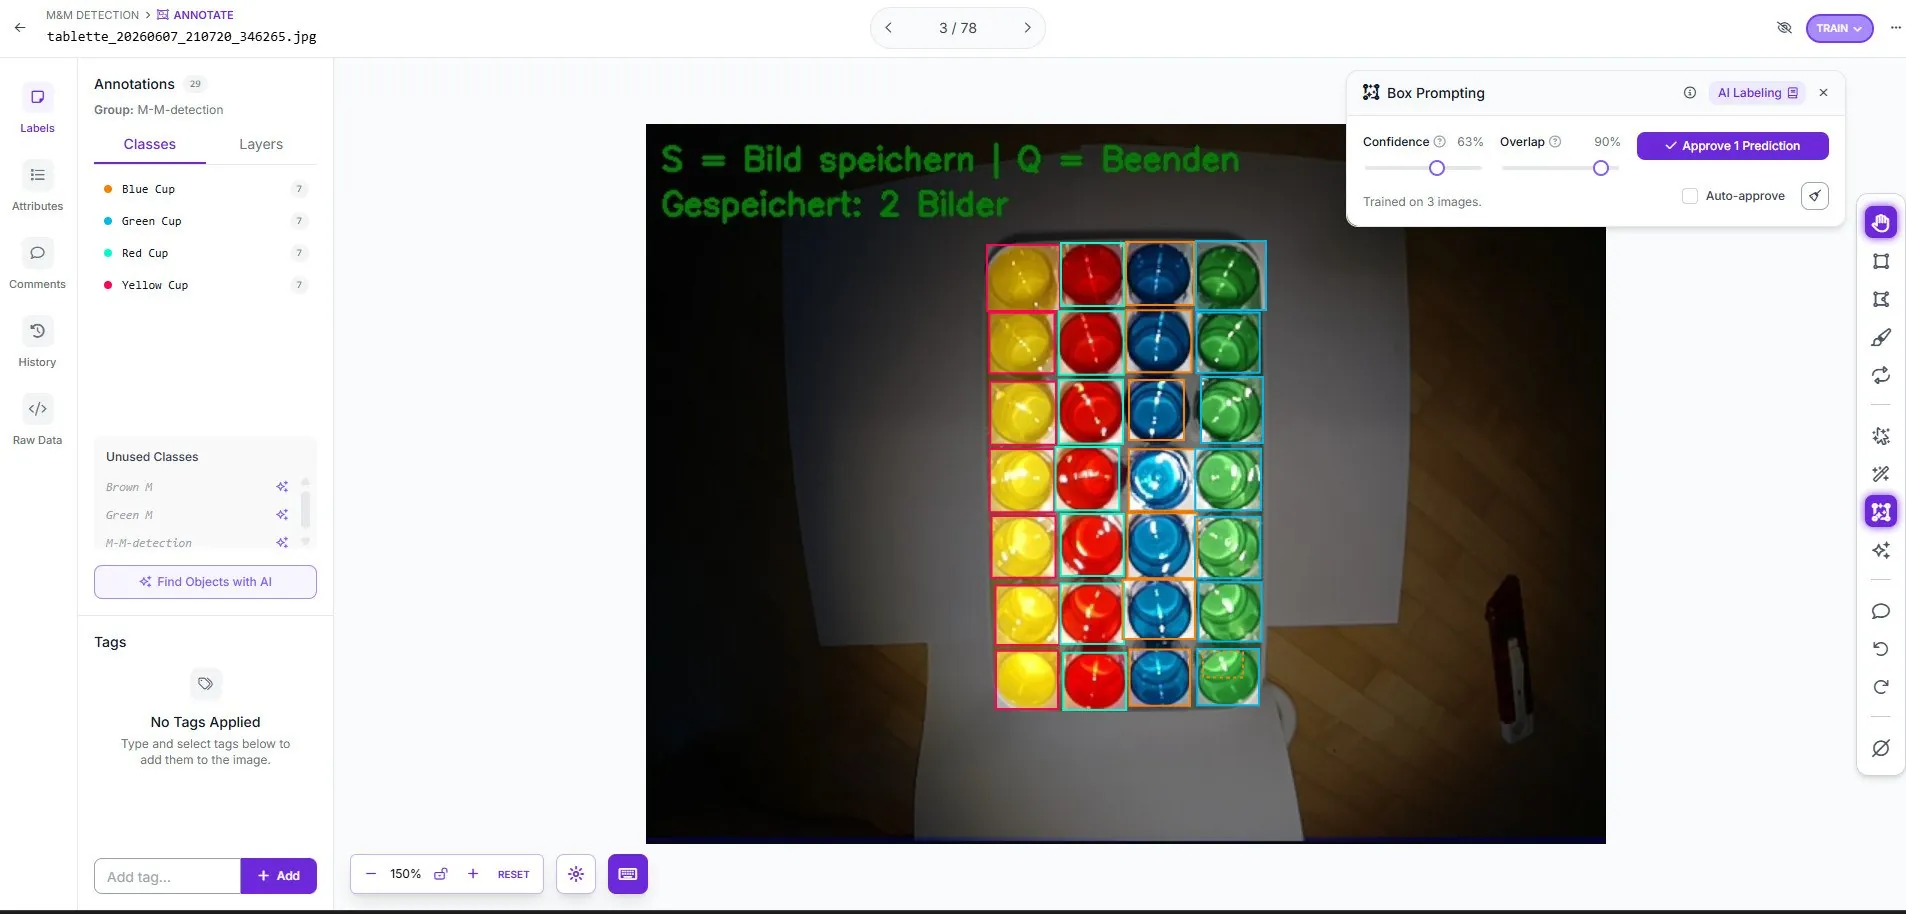 M&M DETECTION > ANNOTATE
tablette_20260607_210720_346265.jpg
3 / 78
TRAIN
Labels
Attributes
Comments
History
Raw Data
Annotations 29
Group: M-M-detection
Classes Layers
Blue Cup 7
Green Cup 7
Red Cup 7
Yellow Cup 7
Unused Classes
Brown M
Green M
M-M-detection
Find Objects with AI
Tags
No Tags Applied
Type and select tags below to
add them to the image.
Add tag...
+ Add
S = Bild speichern | Q = Beenden
Gespeichert: 2 Bilder
Box Prompting
AI Labeling
Confidence 63% Overlap 90%
Approve 1 Prediction
Trained on 3 images.
Auto-approve
150%
RESET